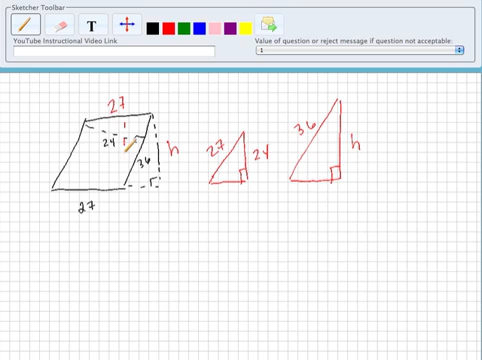 Sketcher Toolbar
T
YouTube Instructional Video Link
Value of question or reject message if question not acceptable:
1
27
24
36
h
27
27
24
36
h